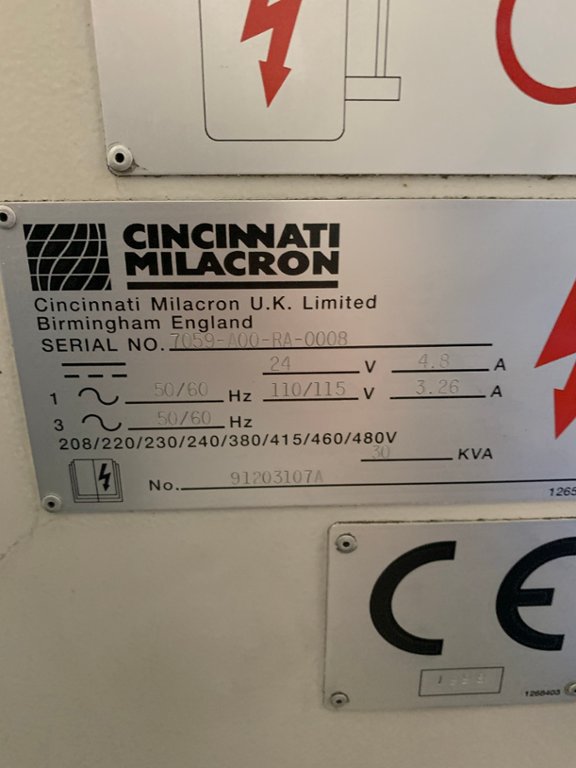 CINCINNATI
MILACRON
Cincinnati Milacron U.K. Limited
Birmingham England
SERIAL NO. 7059-A00-RA-0008
24 V 4.8 A
1 50/60 Hz 110/115 V 3.26 A
3 50/60 Hz
208/220/230/240/380/415/460/480V
30 KVA
No. 91203107A
1265
CE
1268403